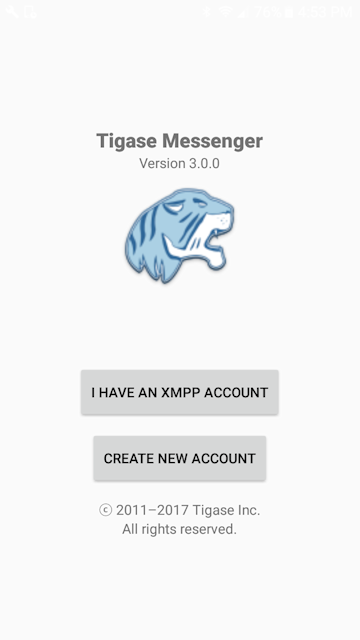 Tigase Messenger
Version 3.0.0
I HAVE AN XMPP ACCOUNT
CREATE NEW ACCOUNT
ⓒ 2011–2017 Tigase Inc.
All rights reserved.